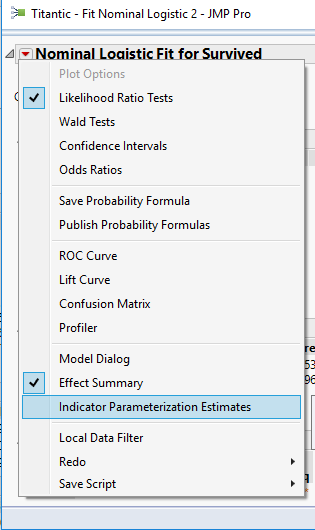 Titantic - Fit Nominal Logistic 2 - JMP Pro
Nominal Logistic Fit for Survived
Plot Options
Likelihood Ratio Tests
Wald Tests
Confidence Intervals
Odds Ratios
Save Probability Formula
Publish Probability Formulas
ROC Curve
Lift Curve
Confusion Matrix
Profiler
Model Dialog
Effect Summary
Indicator Parameterization Estimates
Local Data Filter
Redo
Save Script